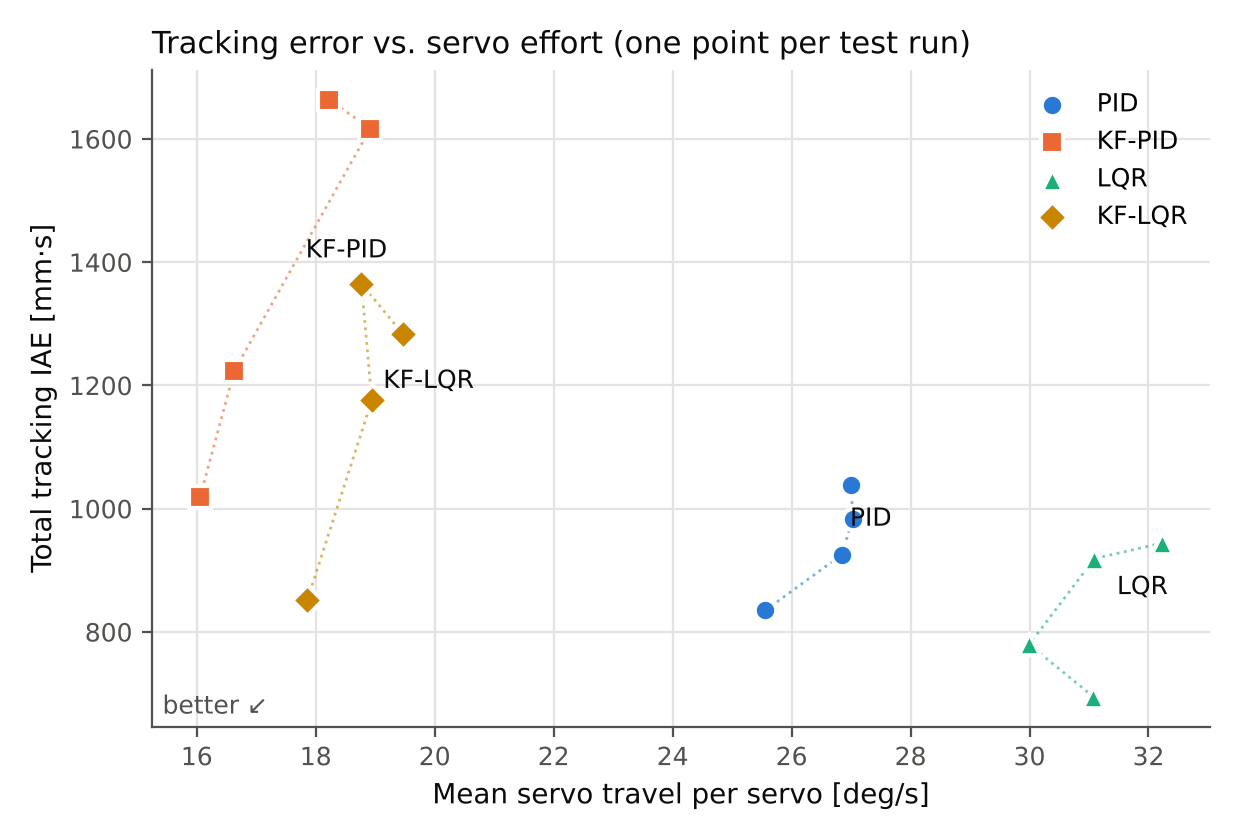 Tracking error vs. servo effort (one point per test run)
Total tracking IAE [mm·s]
1600
1400
1200
1000
800
PID
KF-PID
LQR
KF-LQR
KF-PID
KF-LQR
PID
LQR
better ↙
16 18 20 22 24 26 28 30 32
Mean servo travel per servo [deg/s]